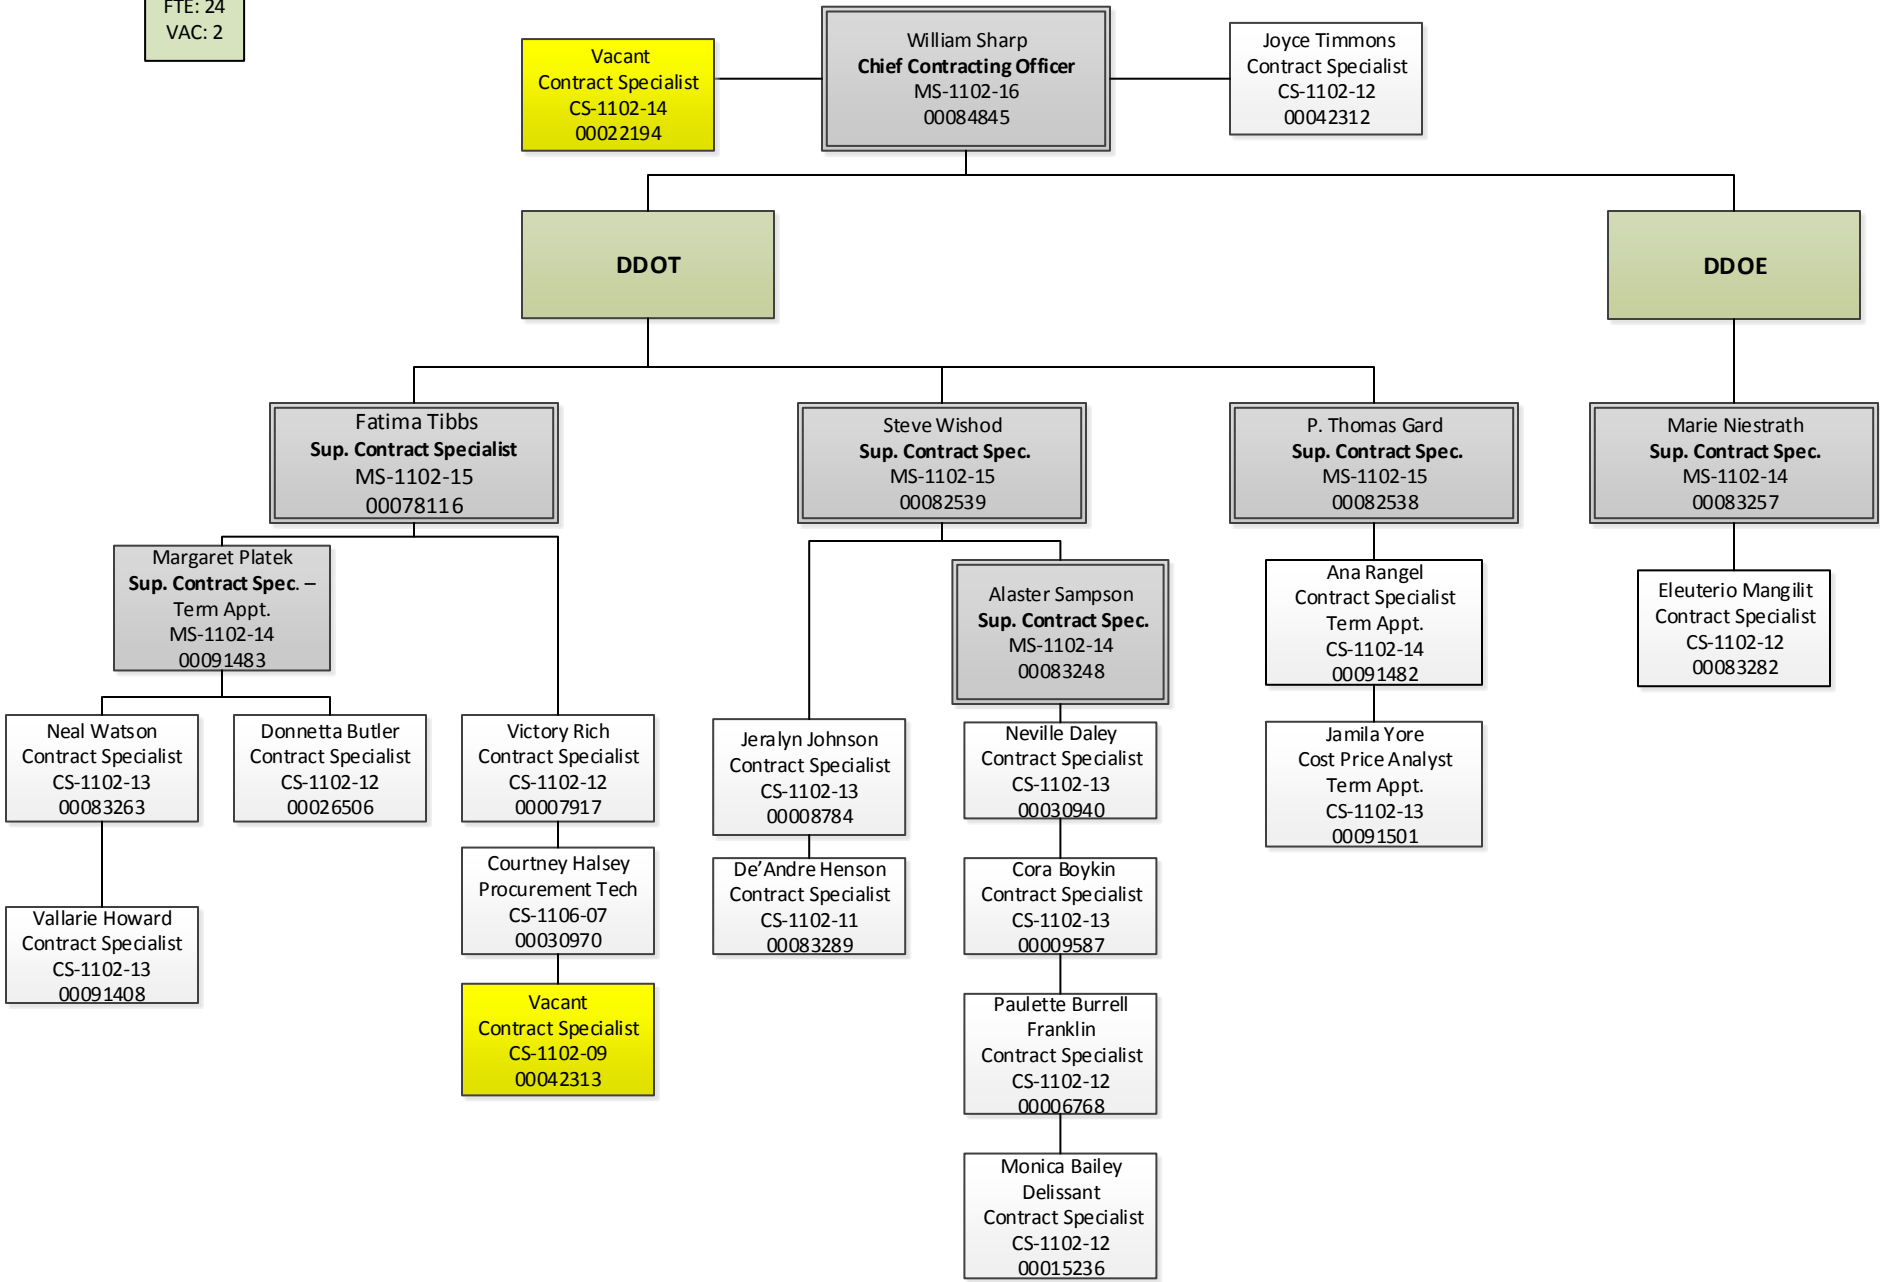 FTE: 24
VAC: 2
Vacant
Contract Specialist
CS-1102-14
00022194
William Sharp
Chief Contracting Officer
MS-1102-16
00084845
Joyce Timmons
Contract Specialist
CS-1102-12
00042312
DDOT
DDOE
Fatima Tibbs
Sup. Contract Specialist
MS-1102-15
00078116
Steve Wishod
Sup. Contract Spec.
MS-1102-15
00082539
P. Thomas Gard
Sup. Contract Spec.
MS-1102-15
00082538
Marie Niestrath
Sup. Contract Spec.
MS-1102-14
00083257
Margaret Platek
Sup. Contract Spec. –
Term Appt.
MS-1102-14
00091483
Alaster Sampson
Sup. Contract Spec.
MS-1102-14
00083248
Ana Rangel
Contract Specialist
Term Appt.
CS-1102-14
00091482
Eleuterio Mangilit
Contract Specialist
CS-1102-12
00083282
Neal Watson
Contract Specialist
CS-1102-13
00083263
Donnetta Butler
Contract Specialist
CS-1102-12
00026506
Victory Rich
Contract Specialist
CS-1102-12
00007917
Jeralyn Johnson
Contract Specialist
CS-1102-13
00008784
Neville Daley
Contract Specialist
CS-1102-13
00030940
Jamila Yore
Cost Price Analyst
Term Appt.
CS-1102-13
00091501
Courtney Halsey
Procurement Tech
CS-1106-07
00030970
De’Andre Henson
Contract Specialist
CS-1102-11
00083289
Cora Boykin
Contract Specialist
CS-1102-13
00009587
Vallarie Howard
Contract Specialist
CS-1102-13
00091408
Vacant
Contract Specialist
CS-1102-09
00042313
Paulette Burrell
Franklin
Contract Specialist
CS-1102-12
00006768
Monica Bailey
Delissant
Contract Specialist
CS-1102-12
00015236